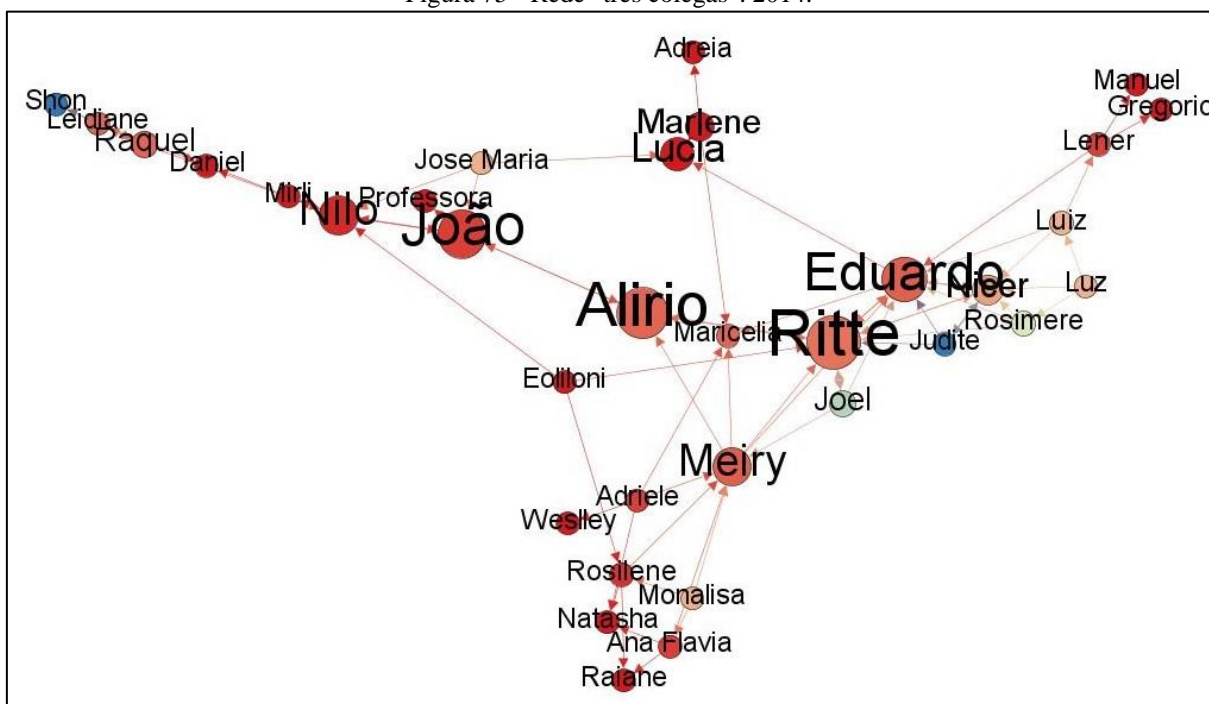 Adreia
Manuel
Shon
Gregorio
Leidiane
Marlene
Raquel
Lener
Lucia
Daniel
Jose Maria
Mirli
Professora
Nilo
João
Luiz
Eduardo
Nicer
Luz
Alirio
Rosimere
Maricelia
Ritte
Judite
Eoliloni
Joel
Meiry
Adriele
Weslley
Rosilene
Monalisa
Natasha
Ana Flavia
Raiane